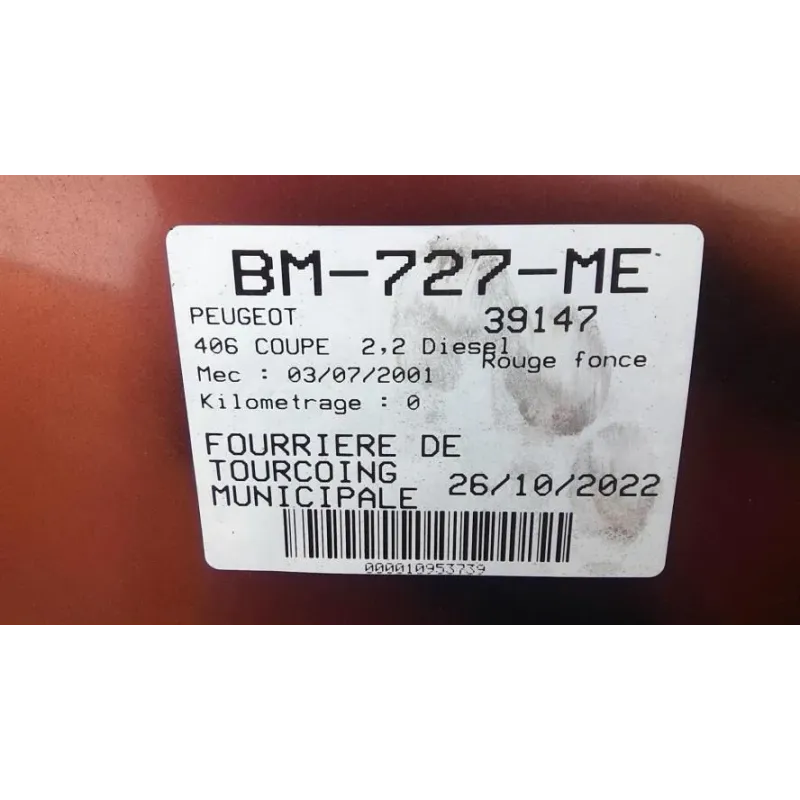 BM-727-ME
PEUGEOT 39147
406 COUPE 2,2 Diesel
Rouge fonce
Mec : 03/07/2001
Kilometrage : 0
FOURRIERE DE
TOURCOING
MUNICIPALE 26/10/2022
000010953739